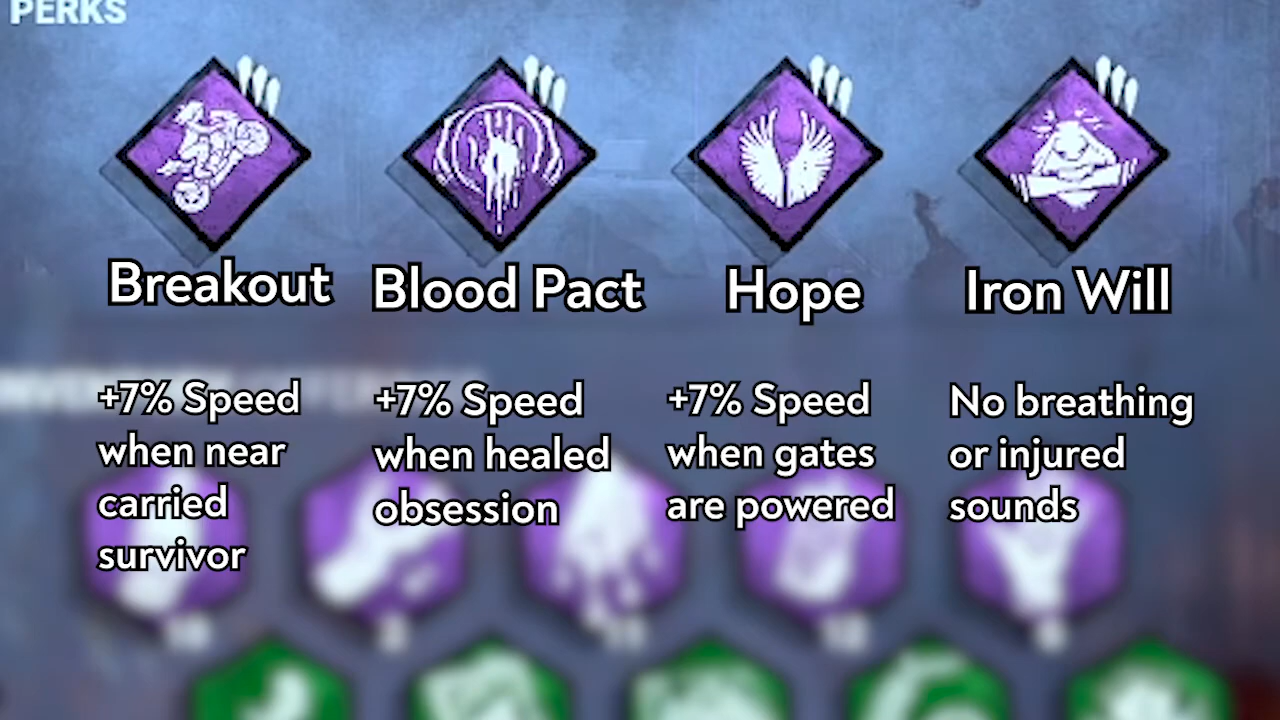 PERKS
Breakout
Blood Pact
Hope
Iron Will
+7% Speed
when near
carried
survivor
+7% Speed
when healed
obsession
+7% Speed
when gates
are powered
No breathing
or injured
sounds